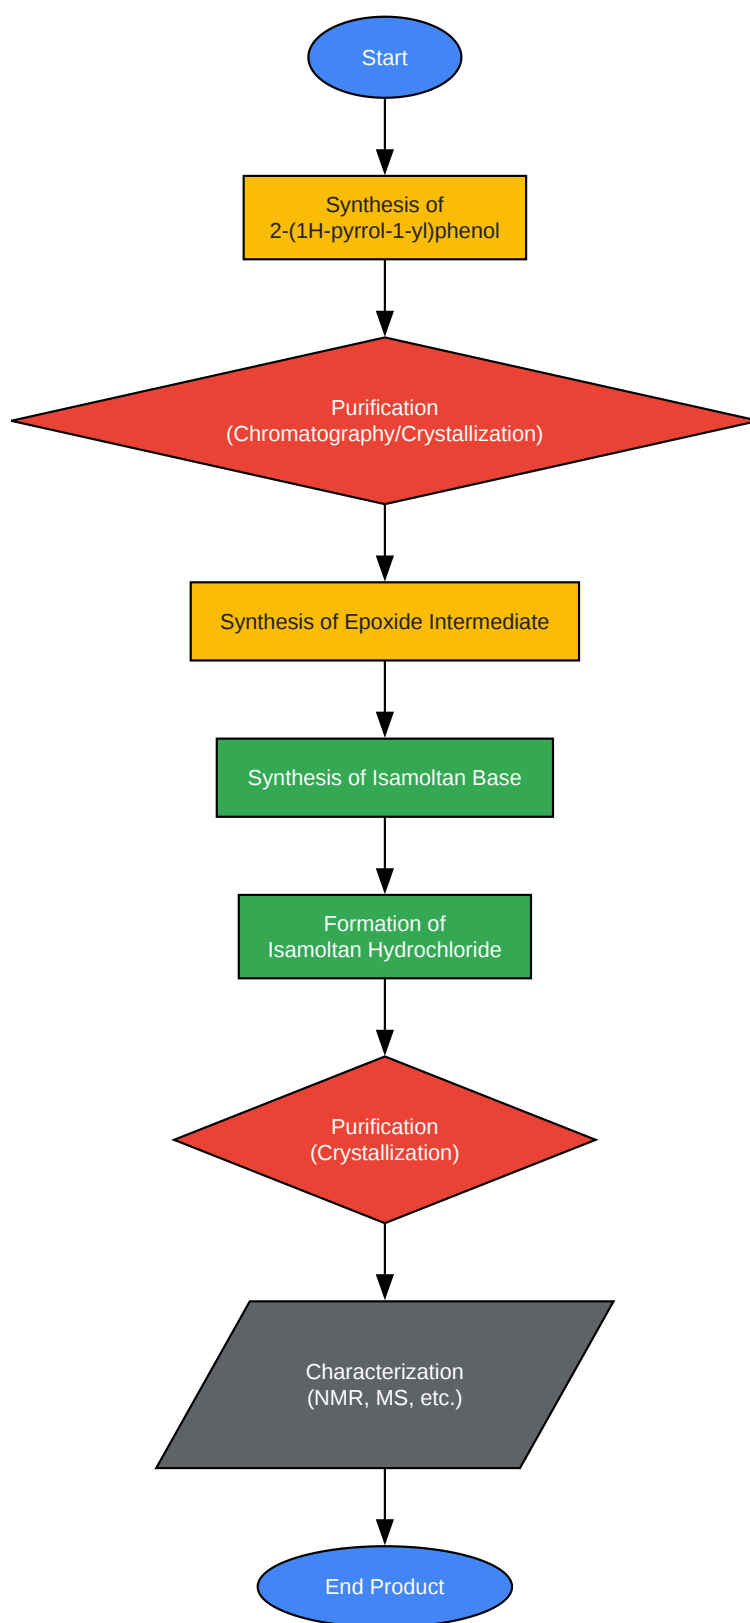 Start
Synthesis of
2-(1H-pyrrol-1-yl)phenol
Purification
(Chromatography/Crystallization)
Synthesis of Epoxide Intermediate
Synthesis of Isamoltan Base
Formation of
Isamoltan Hydrochloride
Purification
(Crystallization)
Characterization
(NMR, MS, etc.)
End Product